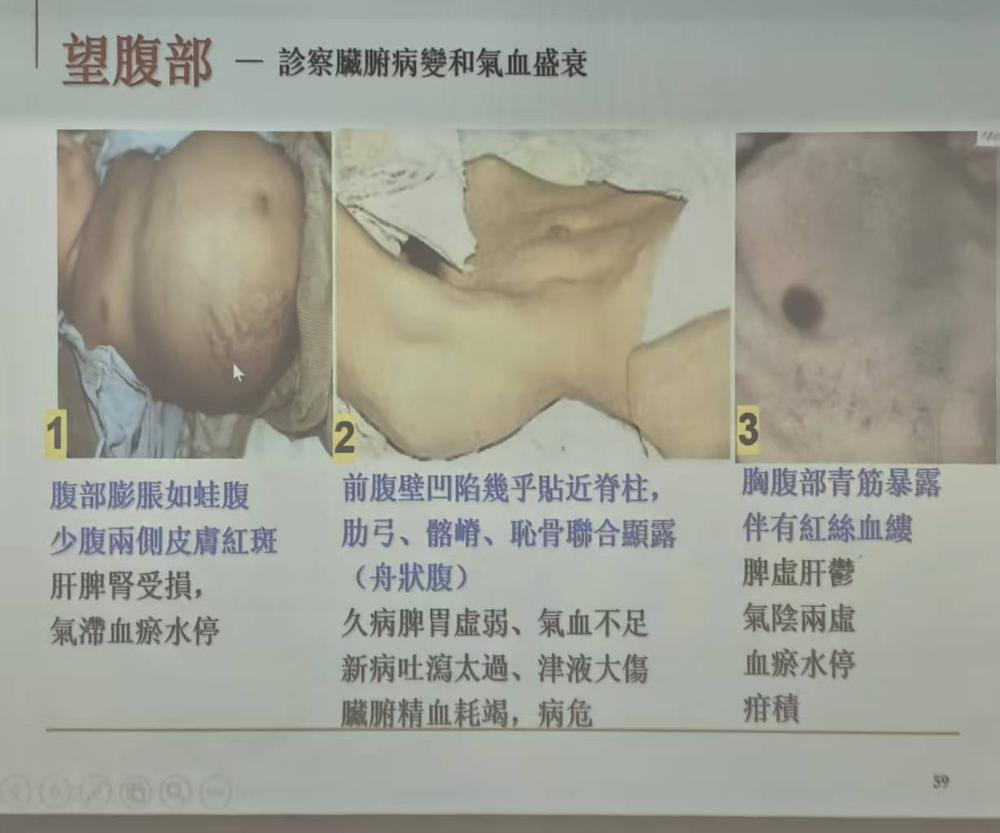 望腹部 — 診察臟腑病變和氣血盛衰
1
腹部膨脹如蛙腹
少腹兩側皮膚紅斑
肝脾腎受損，
氣滯血瘀水停
2
前腹壁凹陷幾乎貼近脊柱，
肋弓、髂嵴、恥骨聯合顯露
（舟狀腹）
久病脾胃虛弱、氣血不足
新病吐瀉太過、津液大傷
臟腑精血耗竭，病危
3
胸腹部青筋暴露
伴有紅絲血縷
脾虛肝鬱
氣陰兩虛
血瘀水停
疳積
59